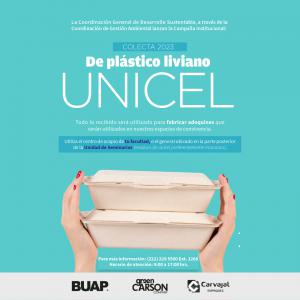 La Coordinación General de Desarrollo Sustentable, a través de la
Coordinación de Gestión Ambiental lanzan la Campaña Institucional:
COLECTA 2023
De plástico liviano
UNICEL
Todo lo recibido será utilizado para fabricar adoquines que
serán utilizados en nuestros espacios de convivencia.
Utiliza el centro de acopio de tu facultad, o el general ubicado en la parte posterior
de la Unidad de Seminarios
Para más información: (222) 229 5500 Ext. 1266
Horario de atención: 9:00 a 17:00 hrs.
BUAP
green
CARSON
Carvajal
EMPAQUES